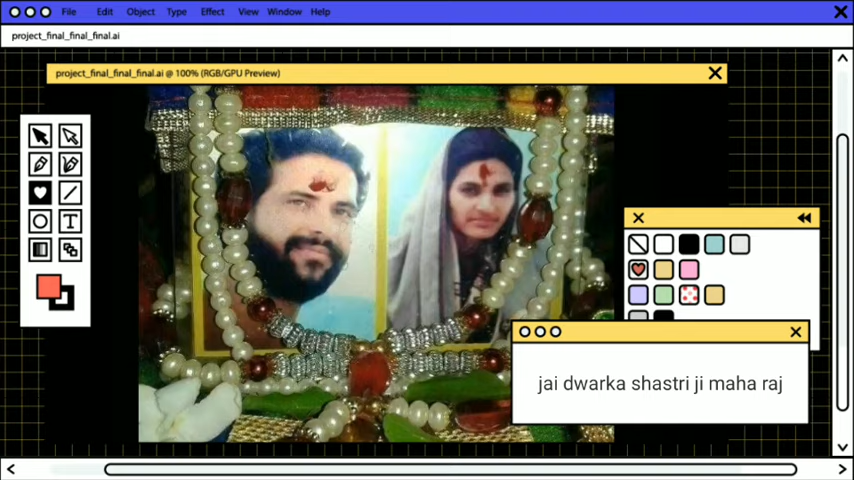 File Edit Object Type Effect View Window Help
project_final_final_final.ai
project_final_final_final.ai @ 100% (RGB/GPU Preview)
T
jai dwarka shastri ji maha raj